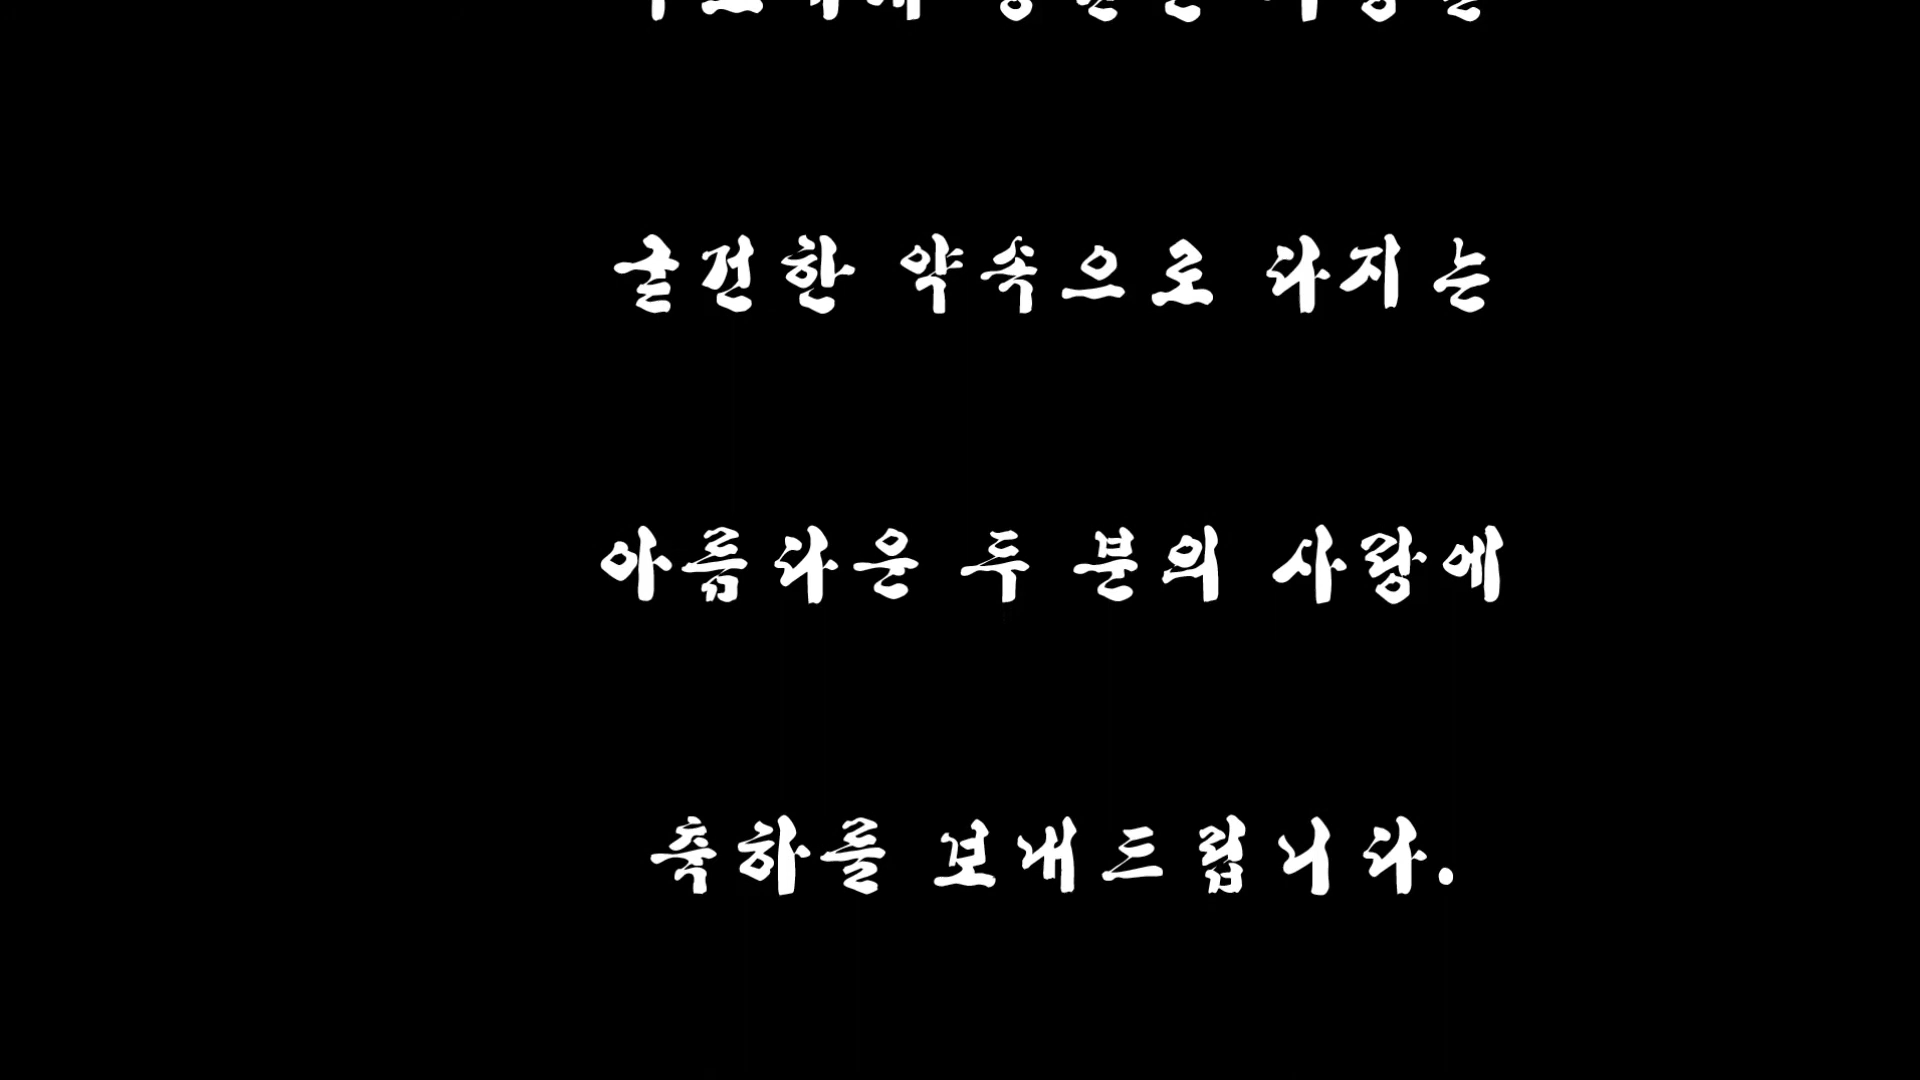 굳건한 약속으로 다지는
아름다운 두 분의 사랑에
축하를 보내드립니다.